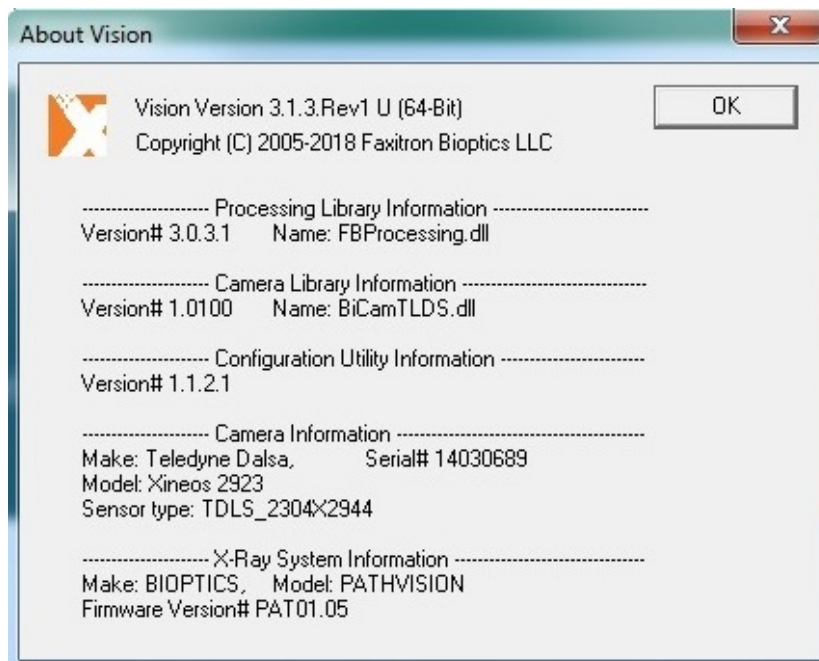 About Vision
Vision Version 3.1.3.Rev1 U (64-Bit)
OK
Copyright (C) 2005-2018 Faxitron Bioptics LLC
--------------------- Processing Library Information --------------------------
Version# 3.0.3.1 Name: FBProcessing.dll
--------------------- Camera Library Information -------------------------------
Version# 1.0100 Name: BiCamTLDS.dll
--------------------- Configuration Utility Information ------------------------
Version# 1.1.2.1
--------------------- Camera Information -----------------------------------------
Make: Teledyne Dalsa, Serial# 14030689
Model: Xineos 2923
Sensor type: TDLS_2304X2944
--------------------- X-Ray System Information --------------------------------
Make: BIOPTICS, Model: PATHVISION
Firmware Version# PAT01.05